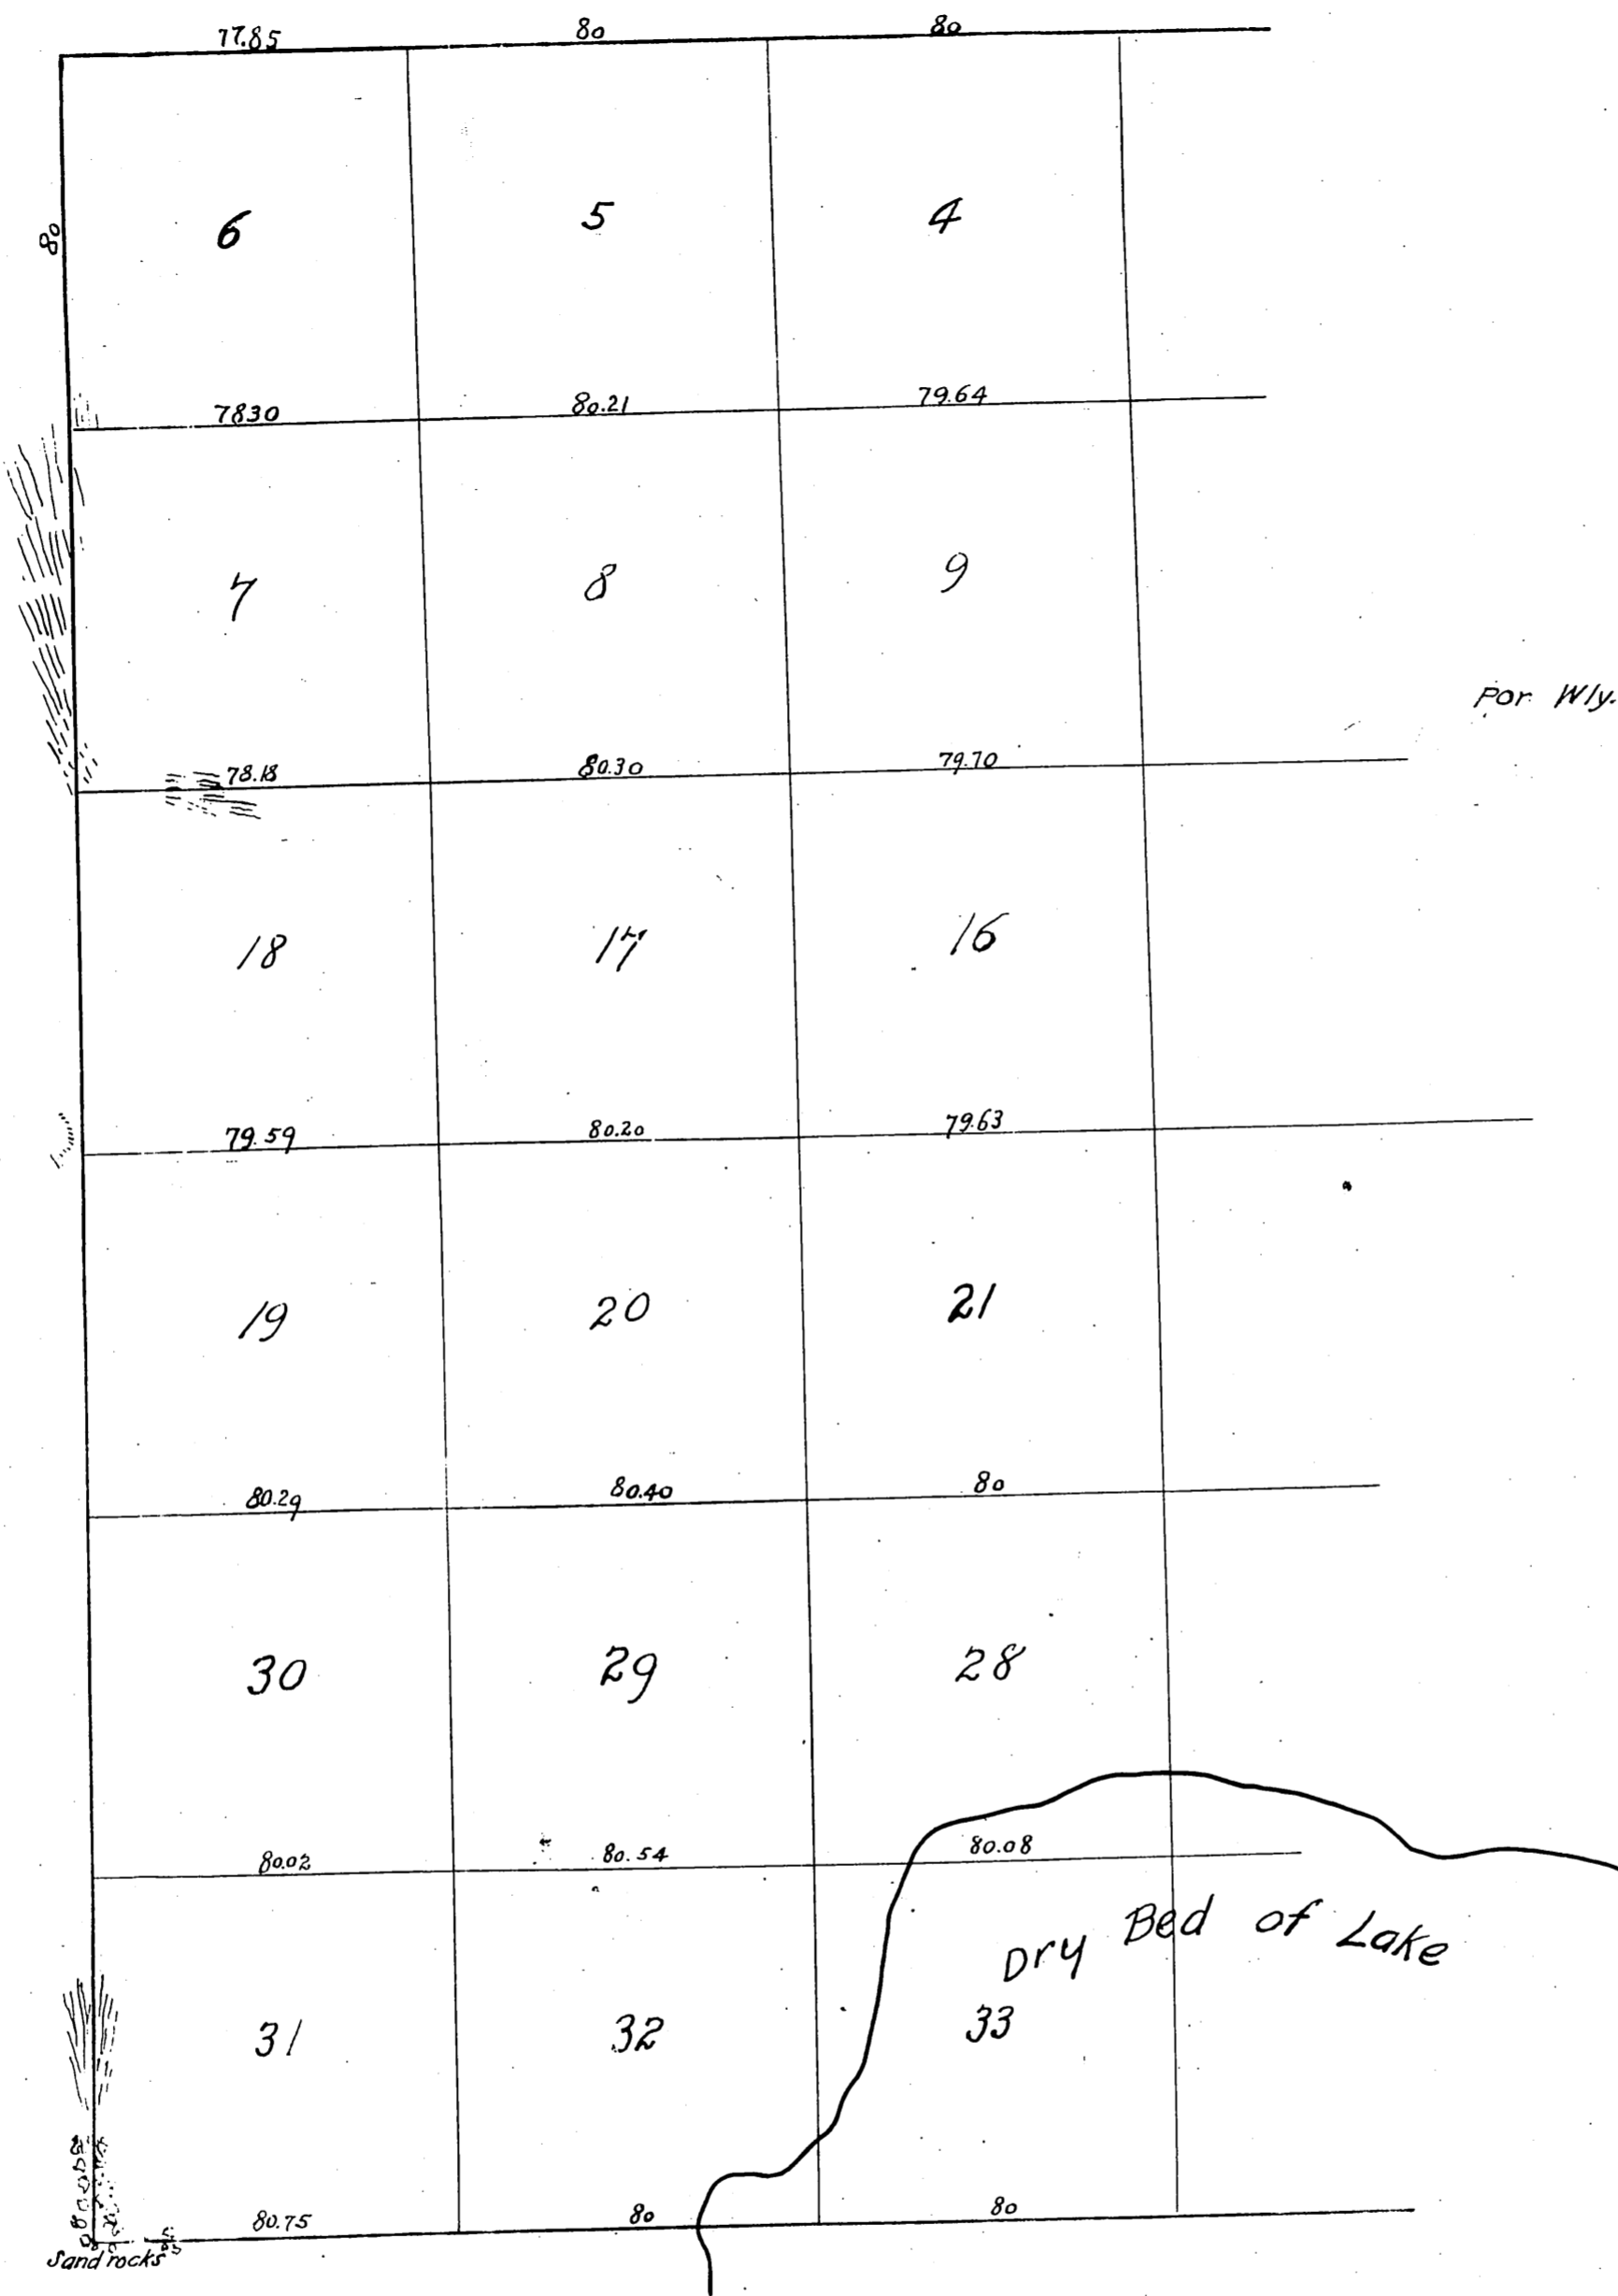 77.85 80 80
80 6 5 4
7830 80.21 79.64
7 8 9
Por. Wly.
78.18 80.30 79.70
18 17 16
79.59 80.20 79.63
19 20 21
80.29 80.40 80
30 29 28
80.02 80.54 80.08
Dry Bed of Lake
31 32 33
80.75 80 80
Sand rocks